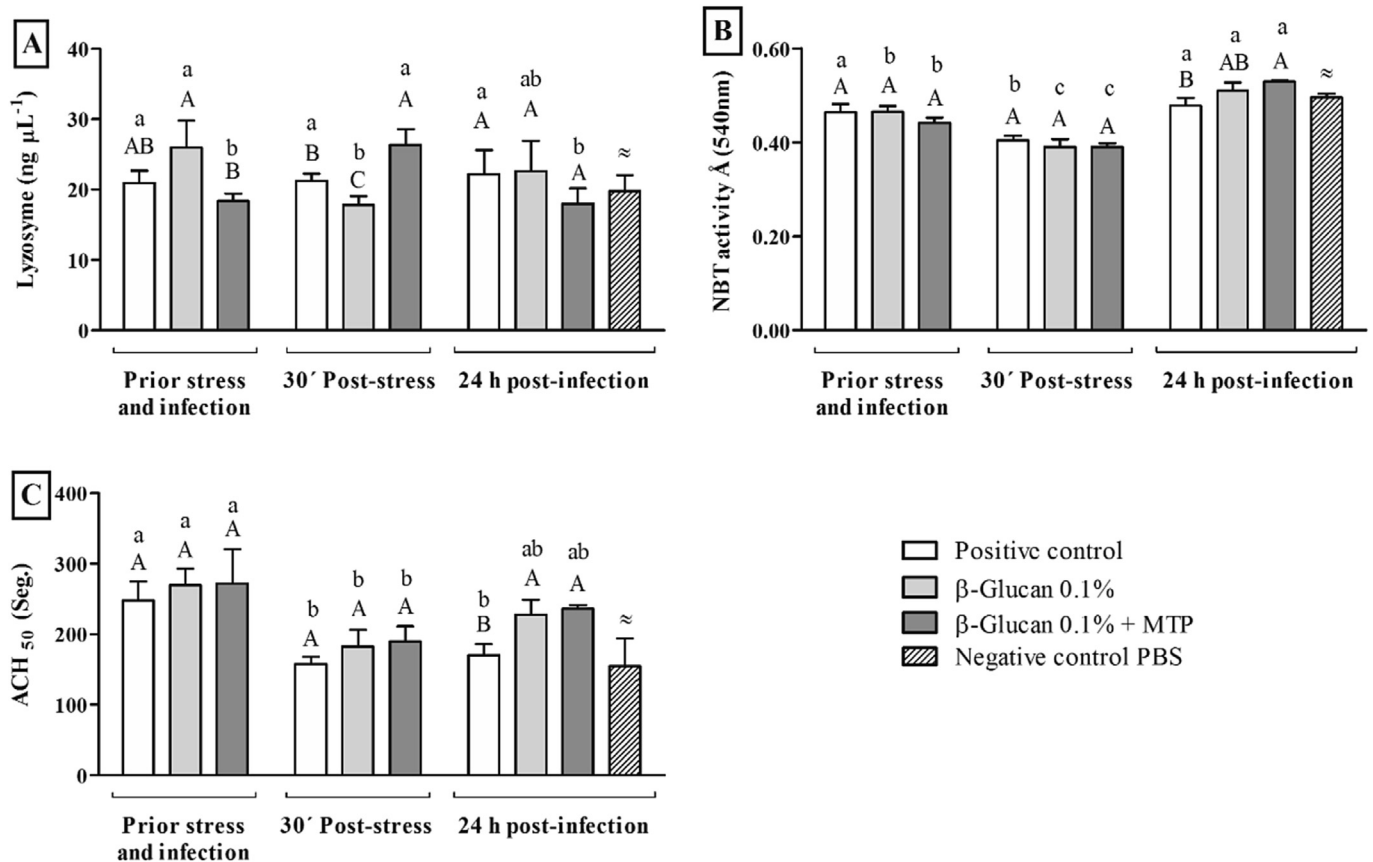 A
Lyzosyme (ng µL-1)
40
30
20
10
0
a
AB
a
A
b
B
a
B
b
C
a
A
a
A
ab
A
b
A
≈
Prior stress
and infection
30´ Post-stress
24 h post-infection
B
NBT activity Å (540nm)
0.60
0.40
0.20
0.00
a
A
b
A
b
A
b
A
c
A
c
A
a
B
a
AB
a
A
≈
Prior stress
and infection
30´ Post-stress
24 h post-infection
C
ACH 50 (Seg.)
400
300
200
100
0
a
A
a
A
a
A
b
A
b
A
b
A
b
B
ab
A
ab
A
≈
Prior stress
and infection
30´ Post-stress
24 h post-infection
Positive control
β-Glucan 0.1%
β-Glucan 0.1% + MTP
Negative control PBS